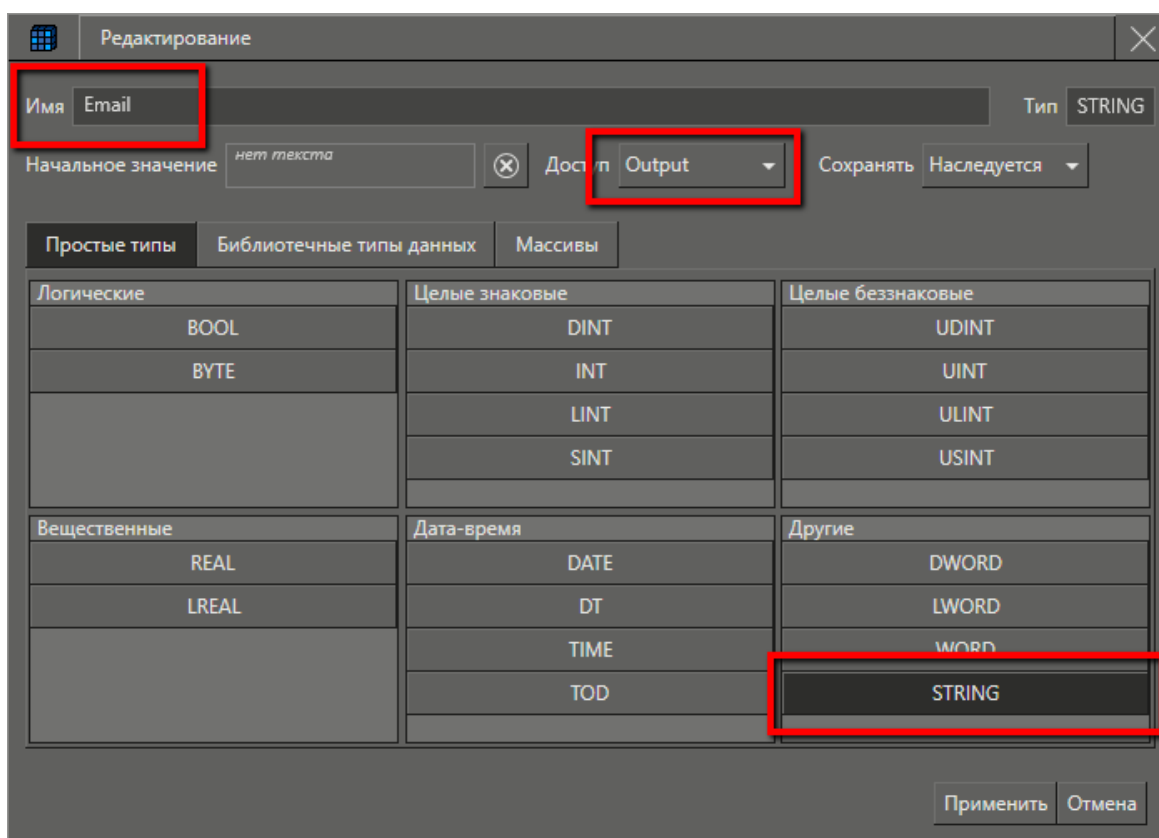 Редактирование
Имя Email Тип STRING
Начальное значение нет текста Доступ Output Сохранять Наследуется
Простые типы Библиотечные типы данных Массивы
Логические Целые знаковые Целые беззнаковые
BOOL DINT UDINT
BYTE INT UINT
LINT ULINT
SINT USINT
Вещественные Дата-время Другие
REAL DATE DWORD
LREAL DT LWORD
TIME WORD
TOD STRING
Применить Отмена